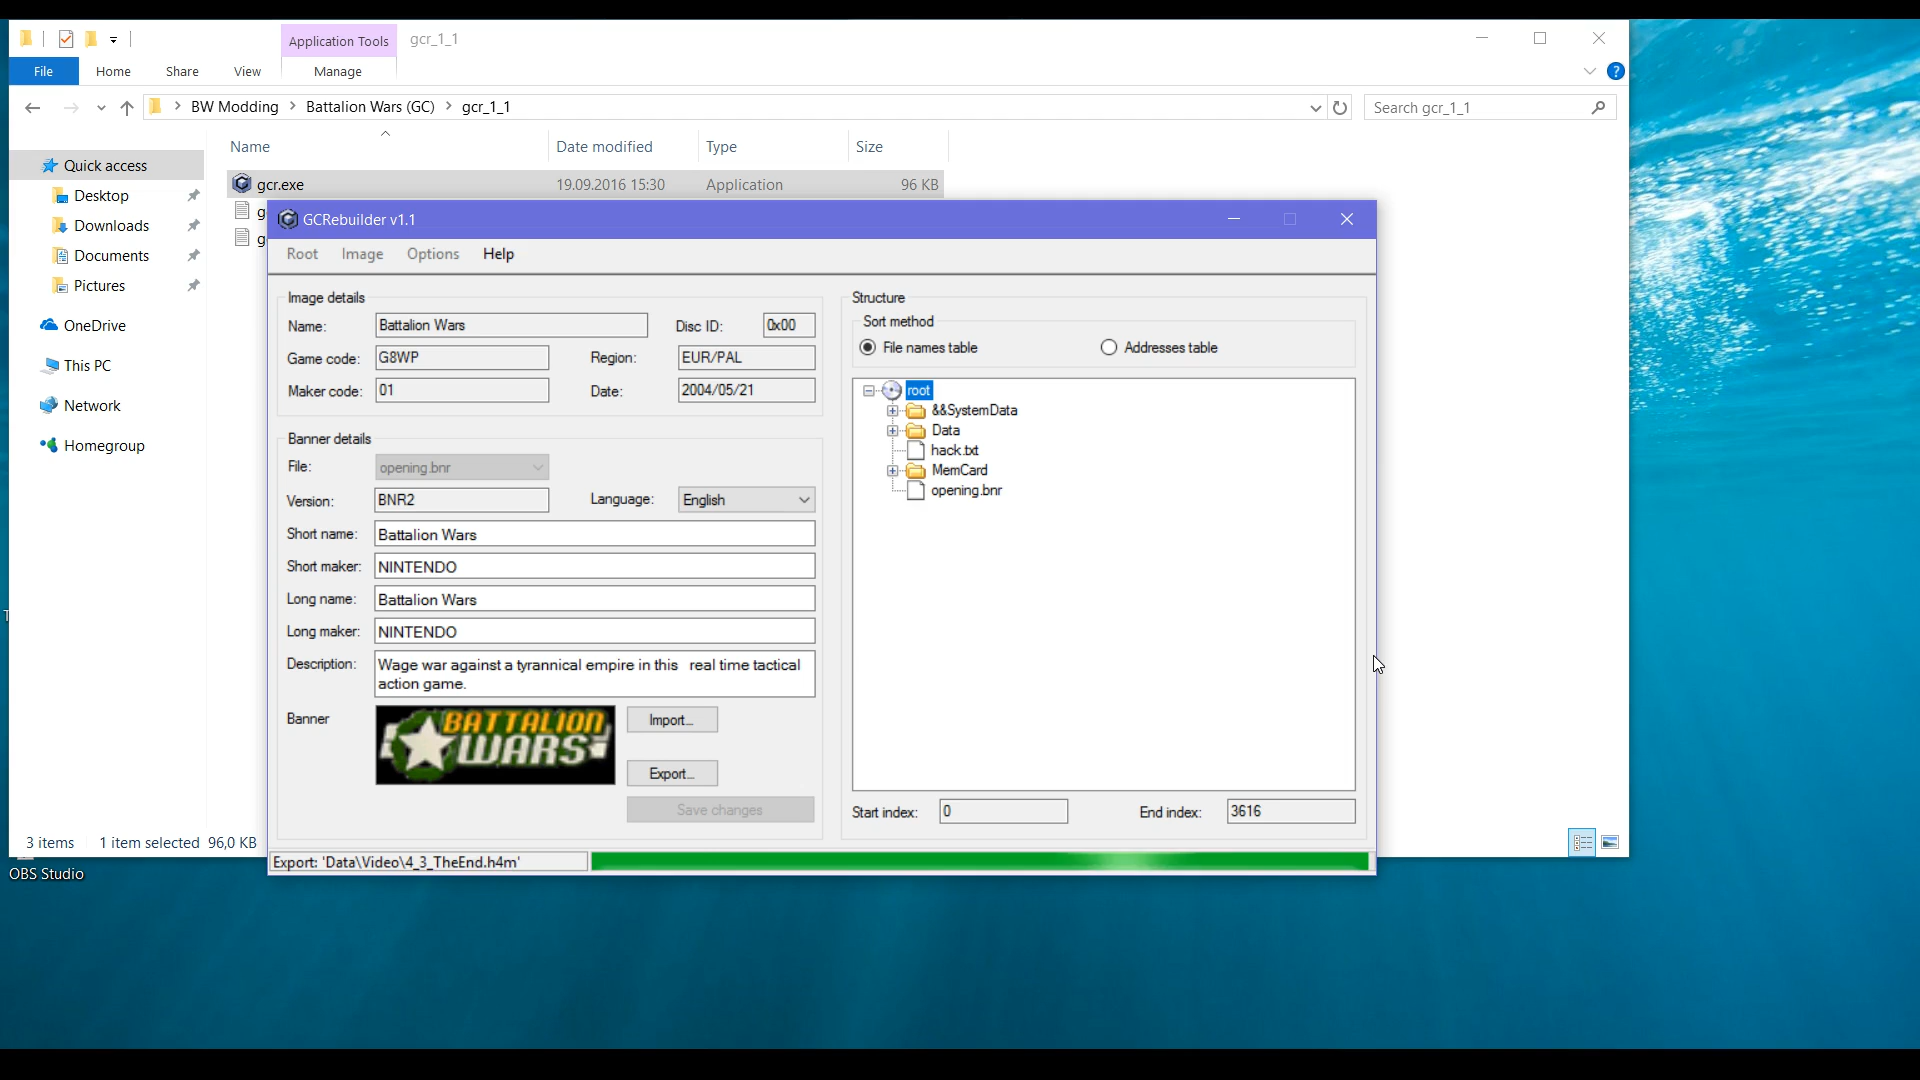 Application Tools
gcr_1_1
File
Home
Share
View
Manage
BW Modding
Battalion Wars (GC)
gcr_1_1
Search gcr_1_1
Name
Date modified
Type
Size
Quick access
Desktop
Downloads
Documents
Pictures
OneDrive
This PC
Network
Homegroup
gcr.exe
19.09.2016 15:30
Application
96 KB
g
g
GCRebuilder v1.1
Root
Image
Options
Help
Image details
Name:
Battalion Wars
Disc ID:
0x00
Game code:
G8WP
Region:
EUR/PAL
Maker code:
01
Date:
2004/05/21
Banner details
File:
opening.bnr
Version:
BNR2
Language:
English
Short name:
Battalion Wars
Short maker:
NINTENDO
Long name:
Battalion Wars
Long maker:
NINTENDO
Description:
Wage war against a tyrannical empire in this   real time tactical
action game.
Banner
BATTALION
WARS
Import...
Export...
Save changes
Structure
Sort method
File names table
Addresses table
root
&&SystemData
Data
hack.txt
MemCard
opening.bnr
Start index:
0
End index:
3616
Export: 'Data\Video\4_3_TheEnd.h4m'
3 items
1 item selected
96,0 KB
OBS Studio